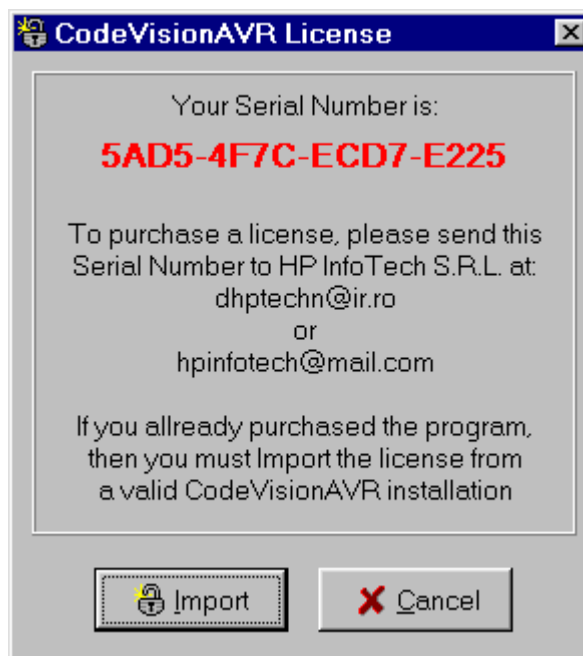 CodeVisionAVR License
Your Serial Number is:
5AD5-4F7C-ECD7-E225
To purchase a license, please send this
Serial Number to HP InfoTech S.R.L. at:
dhptechn@ir.ro
or
hpinfotech@mail.com
If you allready purchased the program,
then you must Import the license from
a valid CodeVisionAVR installation
Import
Cancel